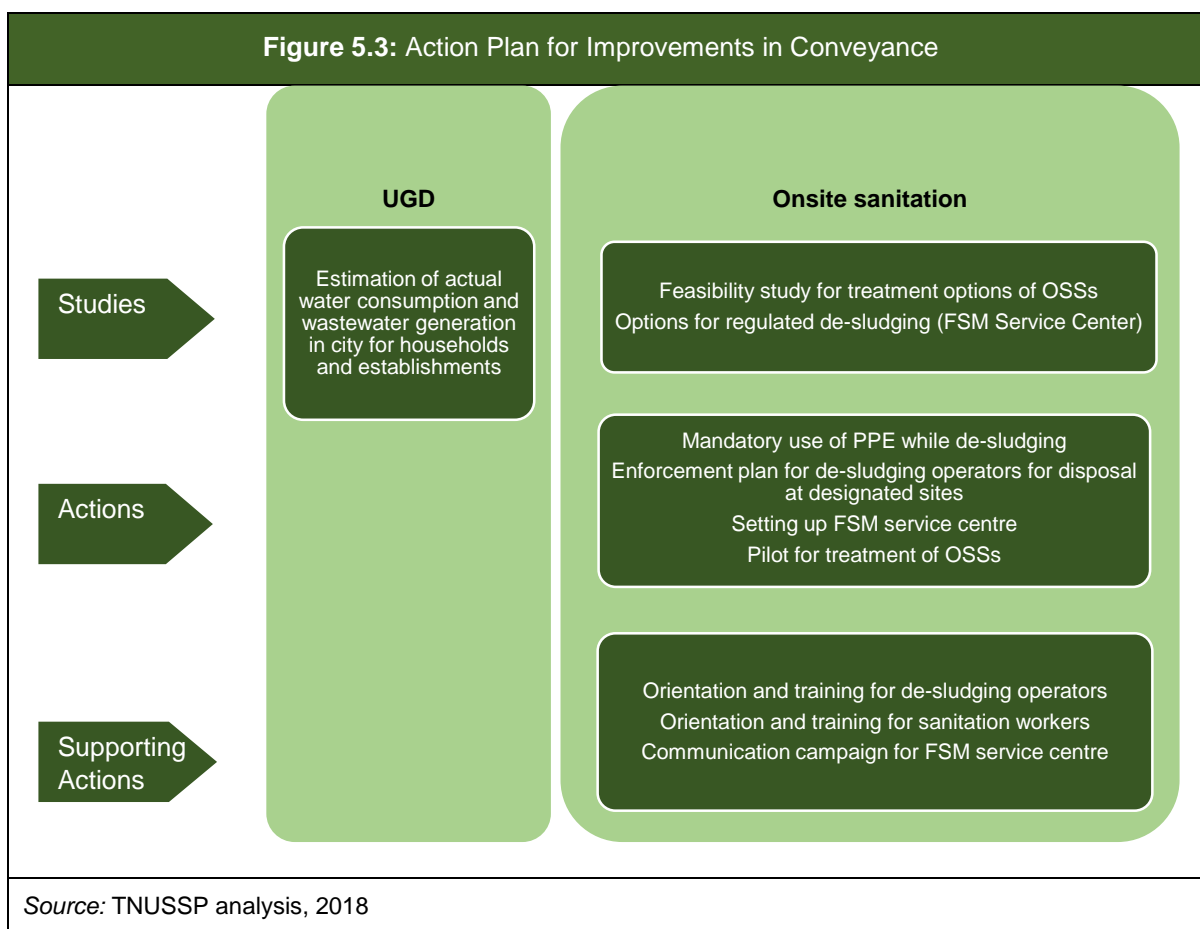 Figure 5.3: Action Plan for Improvements in Conveyance
UGD
Onsite sanitation
Studies
Estimation of actual
water consumption and
wastewater generation
in city for households
and establishments
Feasibility study for treatment options of OSSs
Options for regulated de-sludging (FSM Service Center)
Actions
Mandatory use of PPE while de-sludging
Enforcement plan for de-sludging operators for disposal
at designated sites
Setting up FSM service centre
Pilot for treatment of OSSs
Supporting
Actions
Orientation and training for de-sludging operators
Orientation and training for sanitation workers
Communication campaign for FSM service centre
Source: TNUSSP analysis, 2018